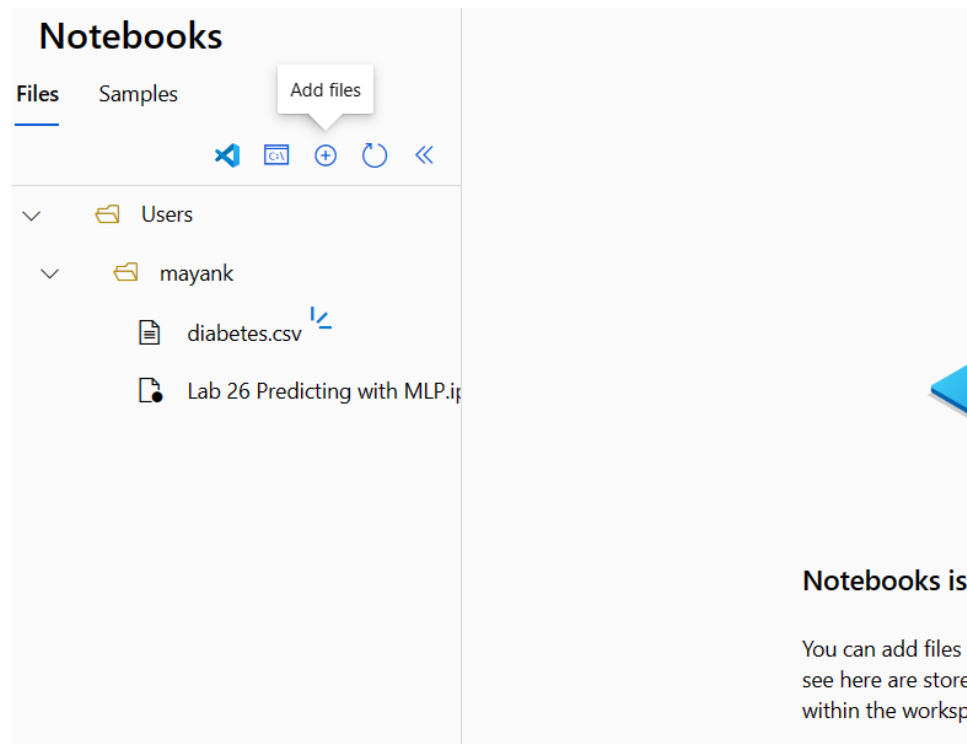 Notebooks
Files Samples
Add files
C:\
Users
mayank
diabetes.csv
Lab 26 Predicting with MLP.ip
Notebooks is
You can add files
see here are store
within the worksp